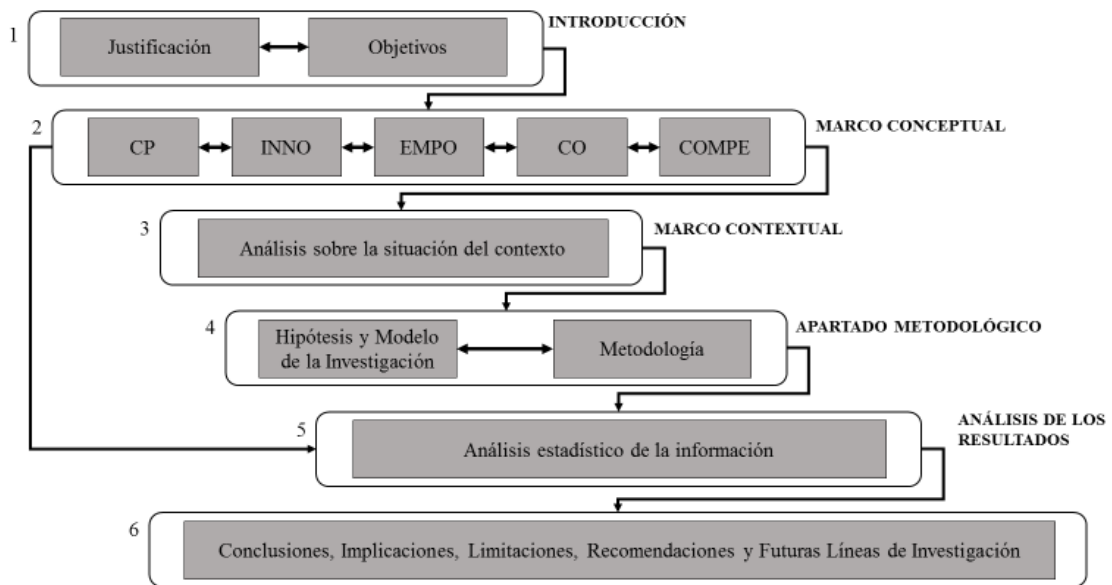 INTRODUCCIÓN
1
Justificación
Objetivos
2
MARCO CONCEPTUAL
CP
INNO
EMPO
CO
COMPE
3
MARCO CONTEXTUAL
Análisis sobre la situación del contexto
4
APARTADO METODOLÓGICO
Hipótesis y Modelo
de la Investigación
Metodología
5
ANÁLISIS DE LOS
RESULTADOS
Análisis estadístico de la información
6
Conclusiones, Implicaciones, Limitaciones, Recomendaciones y Futuras Líneas de Investigación